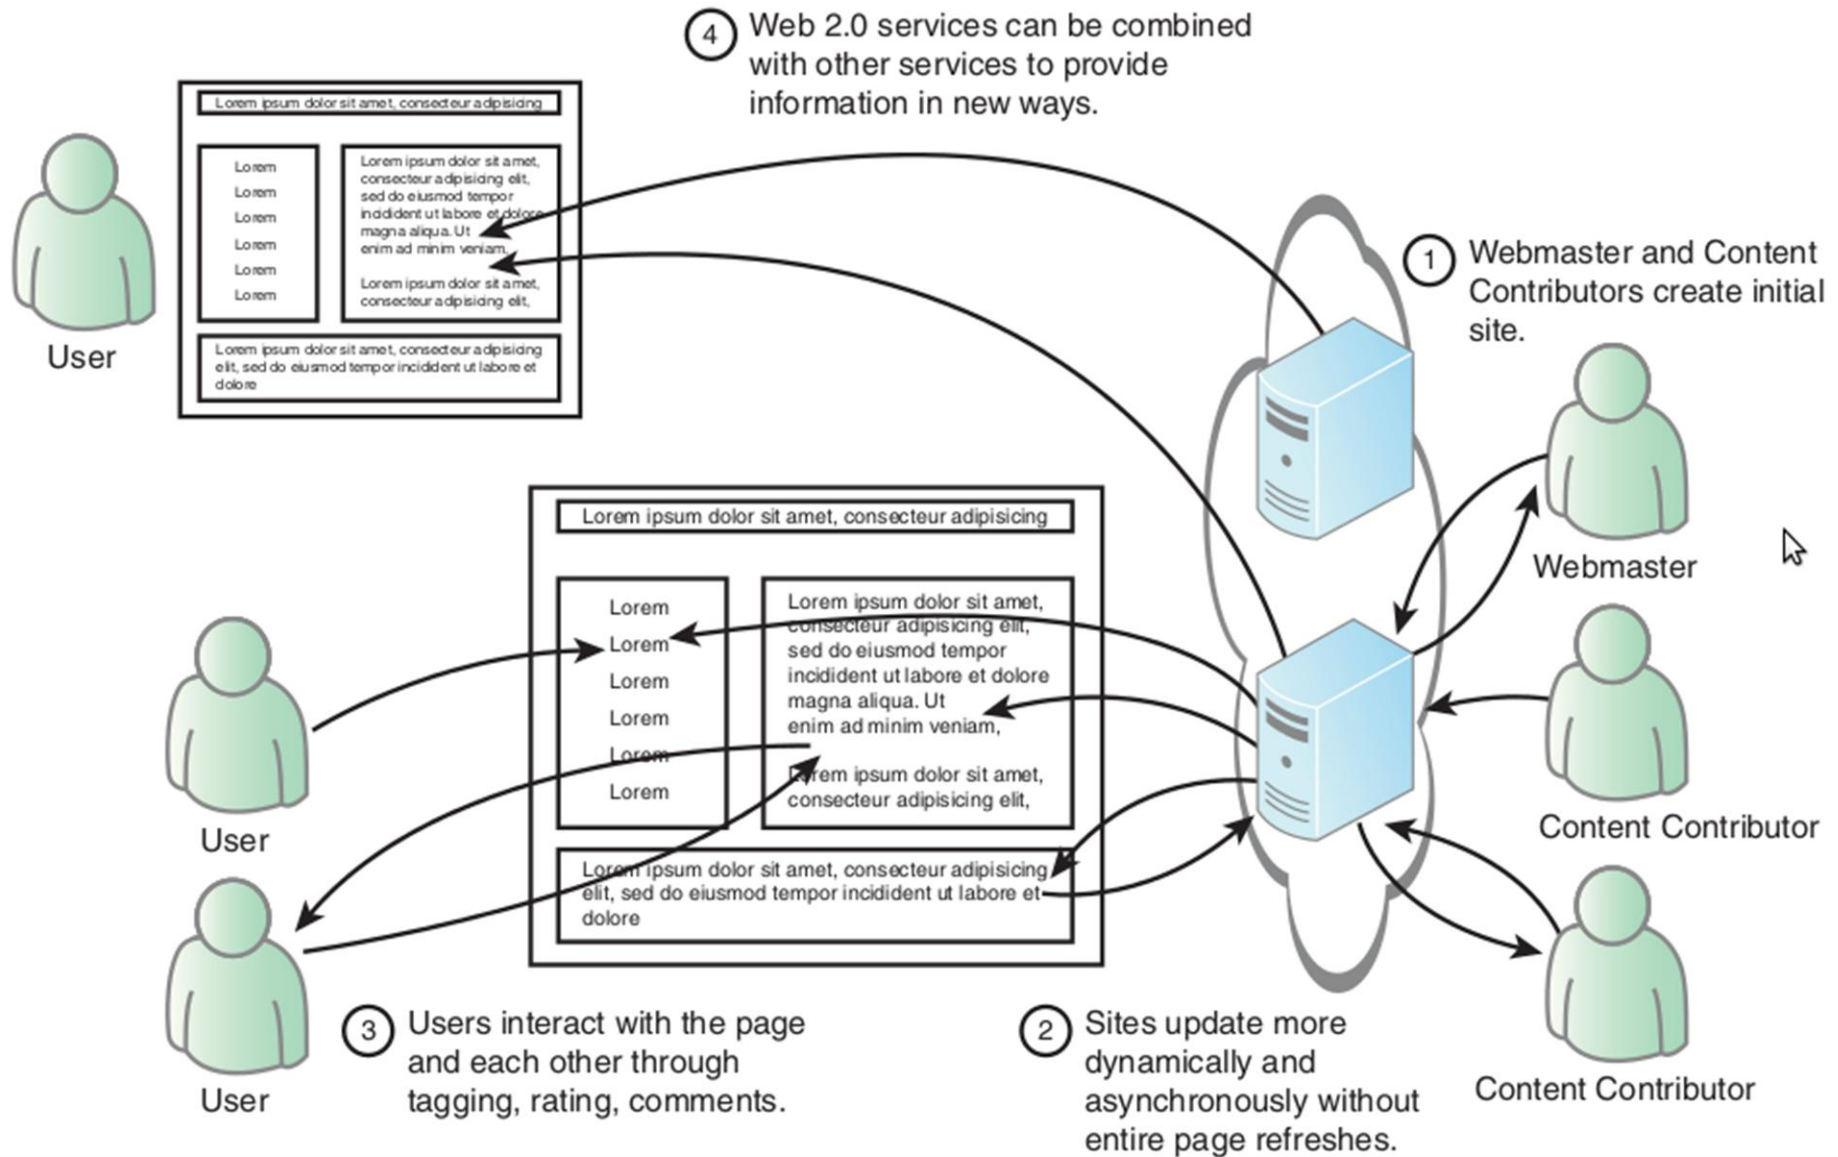 4
Web 2.0 services can be combined
with other services to provide
information in new ways.
Lorem ipsum dolor sit amet, consecteur adipisicing
Lorem
Lorem
Lorem
Lorem
Lorem
Lorem
Lorem ipsum dolor sit amet,
consecteur adipisicing elit,
sed do eiusmod tempor
incidident ut labore et dolore
magna aliqua. Ut
enim ad minim veniam,
Lorem ipsum dolor sit amet,
consecteur adipisicing elit,
Lorem ipsum dolor sit amet, consecteur adipisicing
elit, sed do eiusmod tempor incidident ut labore et
dolore
User
1
Webmaster and Content
Contributors create initial
site.
Webmaster
Lorem ipsum dolor sit amet, consecteur adipisicing
Lorem
Lorem
Lorem
Lorem
Lorem
Lorem
Lorem ipsum dolor sit amet,
consecteur adipisicing elit,
sed do eiusmod tempor
incidident ut labore et dolore
magna aliqua. Ut
enim ad minim veniam,
Lorem ipsum dolor sit amet,
consecteur adipisicing elit,
Lorem ipsum dolor sit amet, consecteur adipisicing
elit, sed do eiusmod tempor incidident ut labore et
dolore
User
Content Contributor
User
3
Users interact with the page
and each other through
tagging, rating, comments.
2
Sites update more
dynamically and
asynchronously without
entire page refreshes.
Content Contributor